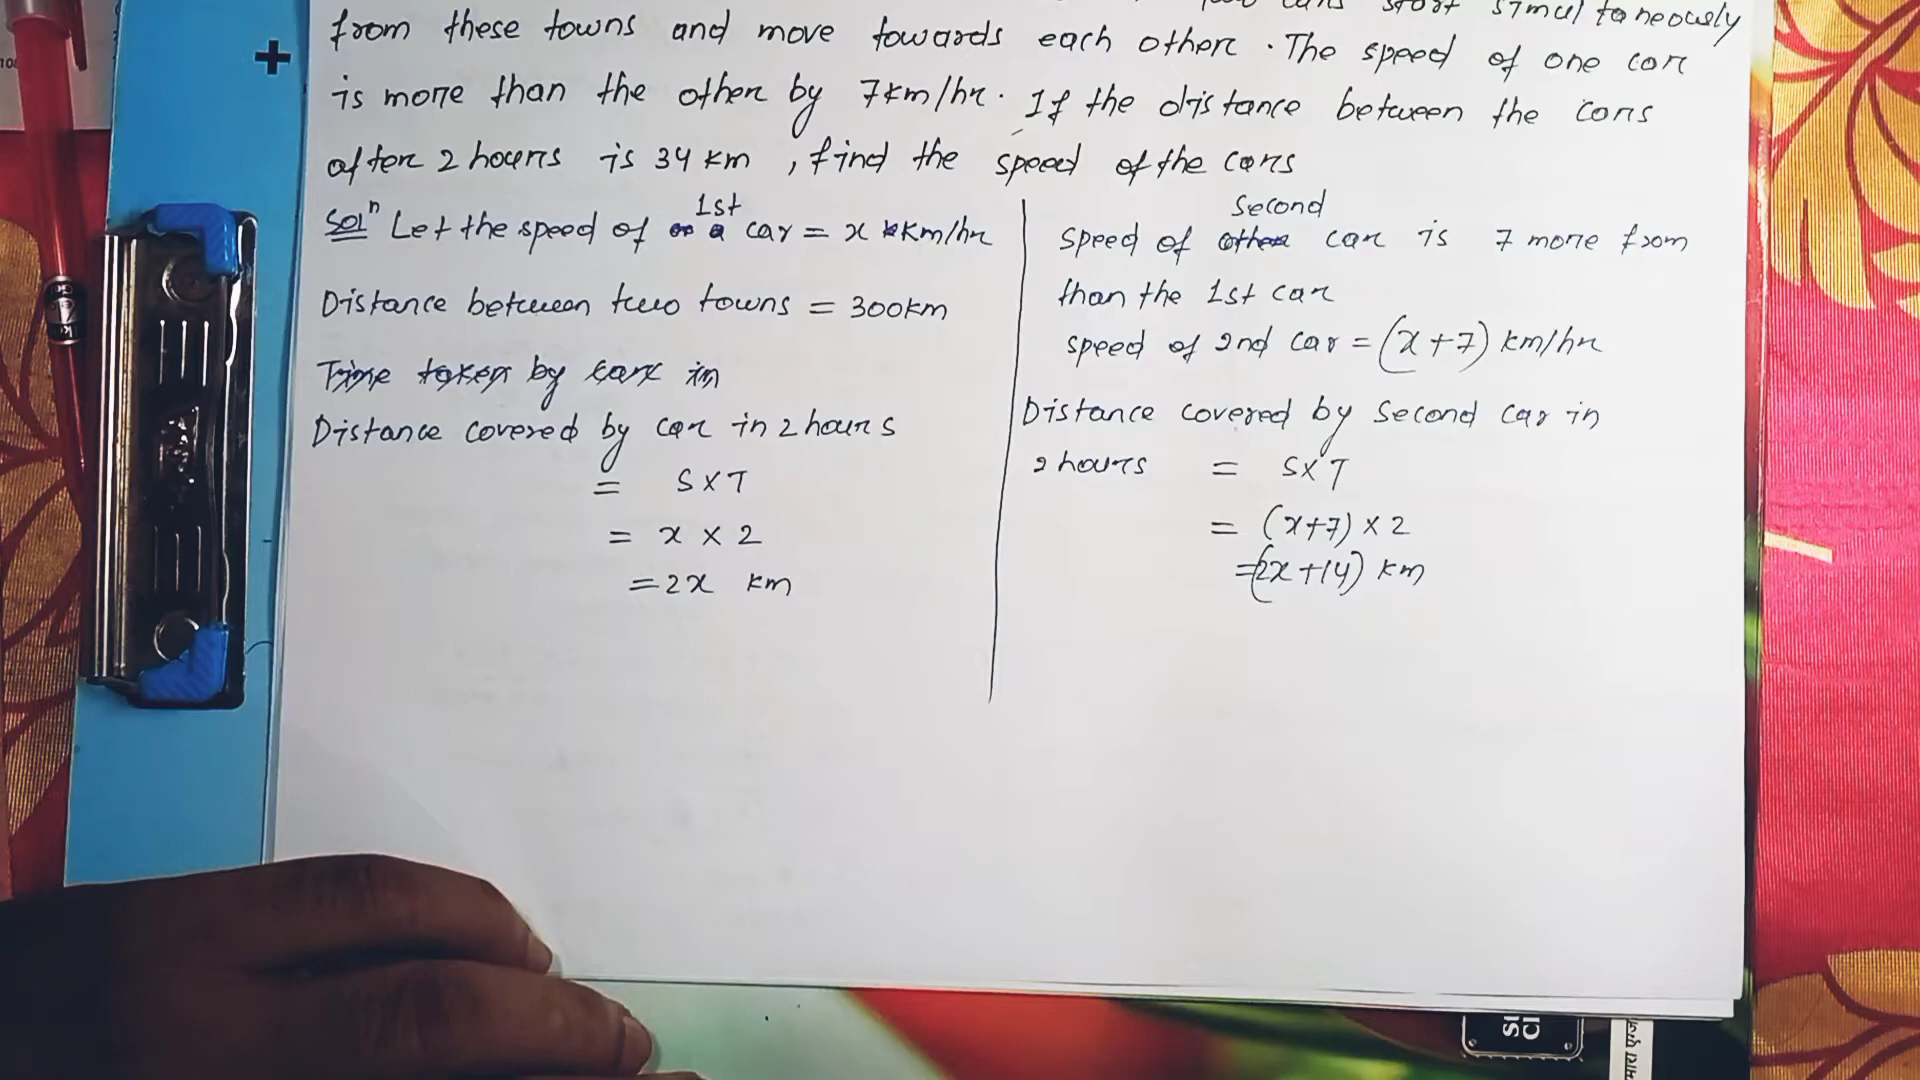 cars start simultaneously
from these towns and move towards each other. The speed of one car
is more than the other by 7km/hr. If the distance between the cars
after 2 hours is 34 km, find the speed of the cars
Solⁿ Let the speed of 1st car = x km/hr
Distance between two towns = 300km
Time taken by car in
Distance covered by car in 2 hours
= S x T
= x × 2
= 2x km
Speed of second car is 7 more from
than the 1st car
speed of 2nd car = (x+7) km/hr
Distance covered by second car in
2 hours = S×T
= (x+7) × 2
=(2x+14) km